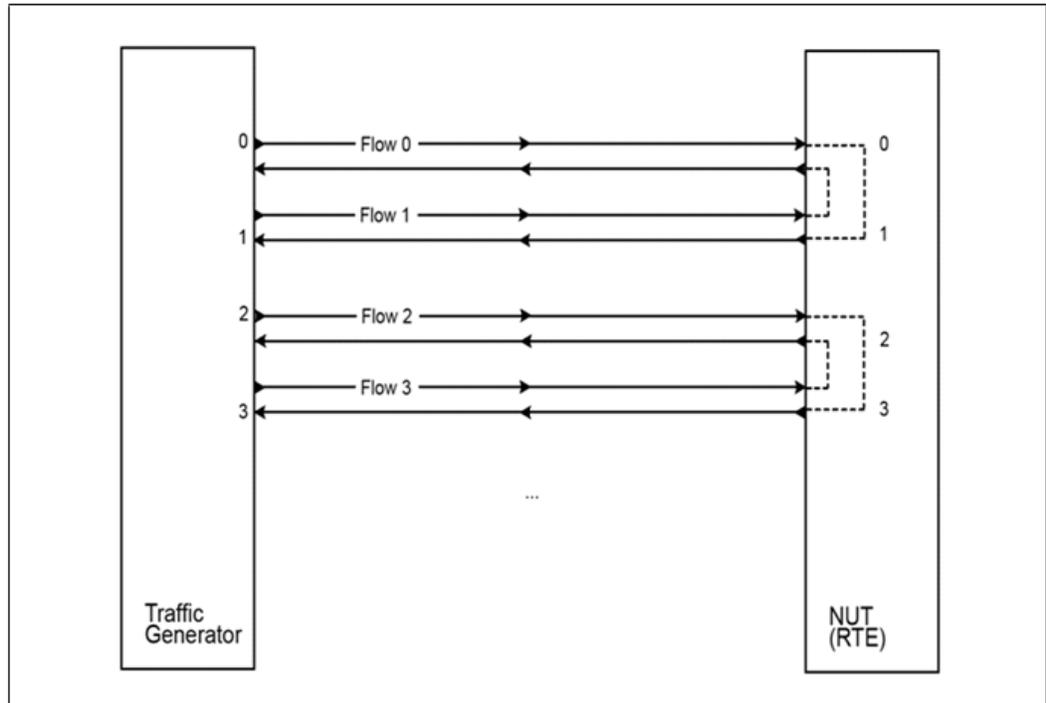 0
Flow 0
0
Flow 1
1
1
2
Flow 2
2
Flow 3
3
3
...
Traffic
Generator
NUT
(RTE)